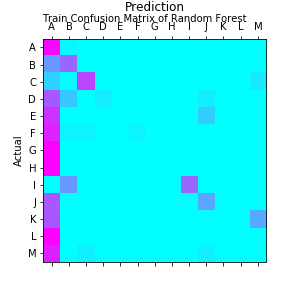 Prediction
Train Confusion Matrix of Random Forest
A B C D E F G H I J K L M
A
B
C
D
E
F
G
H
I
J
K
L
M
Actual